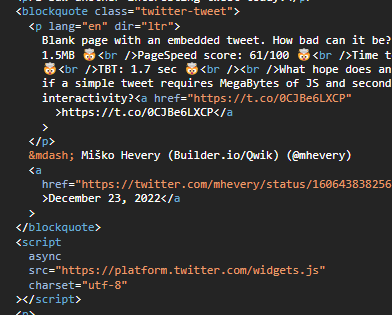 <blockquote class="twitter-tweet">
<p lang="en" dir="ltr">
Blank page with an embedded tweet. How bad can it be?
1.5MB 🤯<br />PageSpeed score: 61/100 🤯<br />Time t
🤯<br />TBT: 1.7 sec 🤯<br /><br />What hope does an
if a simple tweet requires MegaBytes of JS and second
interactivity?<a href="https://t.co/0CJBe6LXCP"
>https://t.co/0CJBe6LXCP</a
>
</p>
&mdash; Miško Hevery (Builder.io/Qwik) (@mhevery)
<a
href="https://twitter.com/mhevery/status/160643838256
>December 23, 2022</a
>
</blockquote>
<script
async
src="https://platform.twitter.com/widgets.js"
charset="utf-8"
></script>